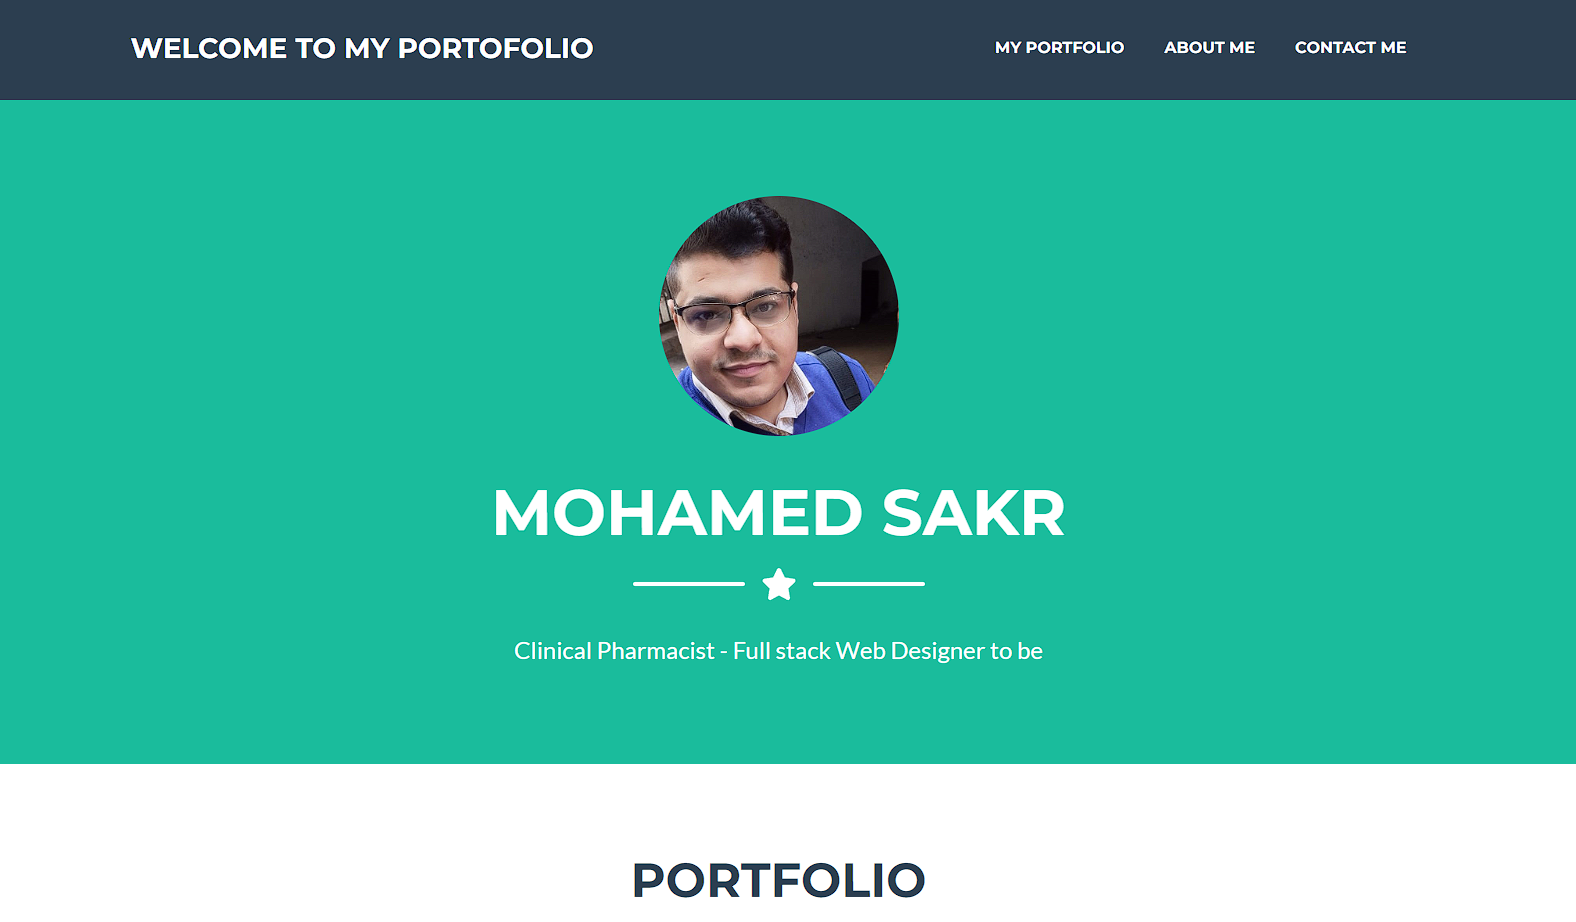 WELCOME TO MY PORTOFOLIO
MY PORTFOLIO ABOUT ME CONTACT ME
MOHAMED SAKR
Clinical Pharmacist - Full stack Web Designer to be
PORTFOLIO